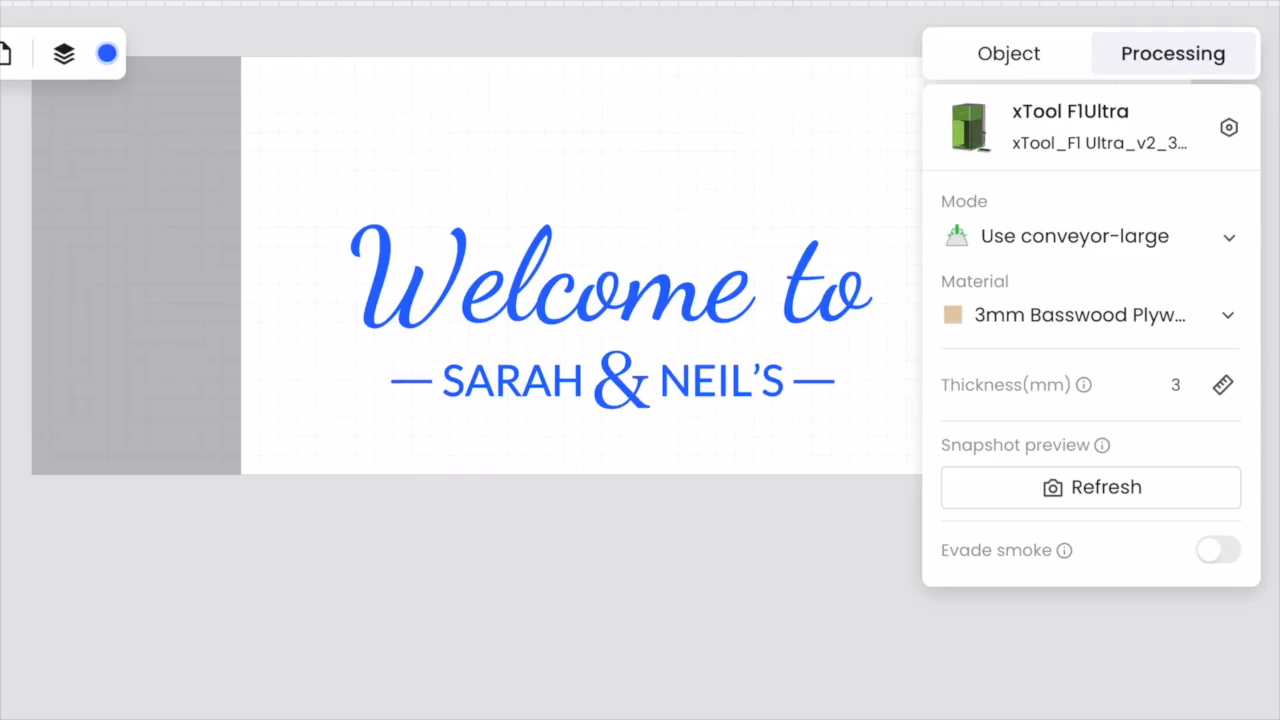 Object
Processing
xTool F1Ultra
xTool_F1 Ultra_v2_3...
Mode
Use conveyor-large
Material
3mm Basswood Plyw...
Thickness(mm)
3
Snapshot preview
Refresh
Evade smoke
Welcome to
— SARAH & NEIL’S —